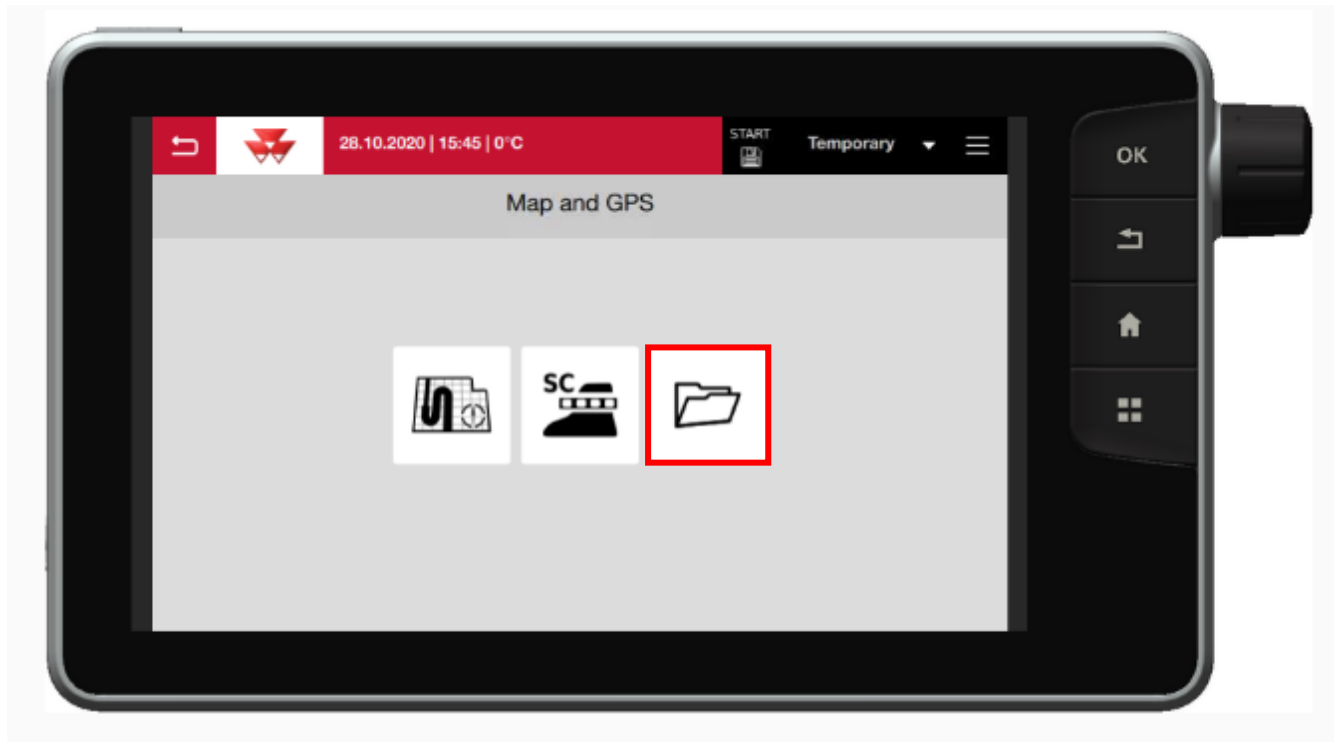 28.10.2020 | 15:45 | 0°C
START
Temporary
Map and GPS
SC
OK